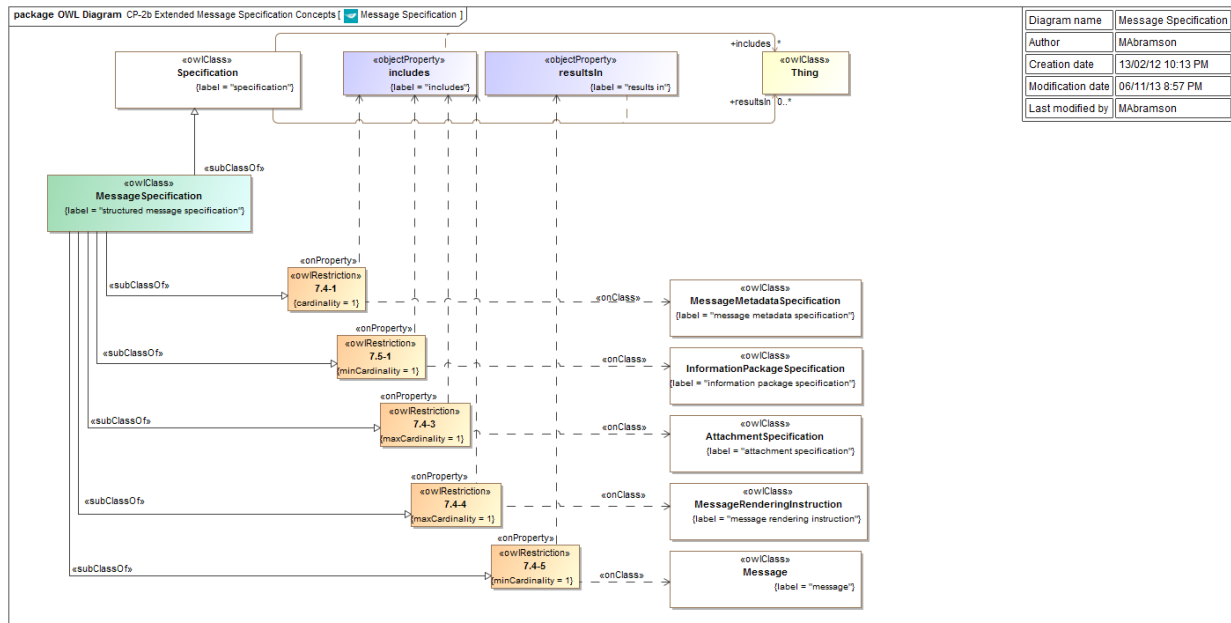 package OWL Diagram CP-2b Extended Message Specification Concepts [ Message Specification ]
Diagram name Message Specification
Author MAbramson
Creation date 13/02/12 10:13 PM
Modification date 06/11/13 8:57 PM
Last modified by MAbramson
«owlClass»
Specification
{label = "specification"}
«objectProperty»
includes
{label = "includes"}
«objectProperty»
resultsIn
{label = "results in"}
+includes *
«owlClass»
Thing
+resultsIn 0..*
«subClassOf»
«owlClass»
MessageSpecification
{label = "structured message specification"}
«onProperty»
«subClassOf»
«owlRestriction»
7.4-1
{cardinality = 1}
«onClass»
«owlClass»
MessageMetadataSpecification
{label = "message metadata specification"}
«onProperty»
«subClassOf»
«owlRestriction»
7.5-1
{minCardinality = 1}
«onClass»
«owlClass»
InformationPackageSpecification
{label = "information package specification"}
«onProperty»
«subClassOf»
«owlRestriction»
7.4-3
{maxCardinality = 1}
«onClass»
«owlClass»
AttachmentSpecification
{label = "attachment specification"}
«onProperty»
«subClassOf»
«owlRestriction»
7.4-4
{maxCardinality = 1}
«onClass»
«owlClass»
MessageRenderingInstruction
{label = "message rendering instruction"}
«onProperty»
«subClassOf»
«owlRestriction»
7.4-5
{minCardinality = 1}
«onClass»
«owlClass»
Message
{label = "message"}